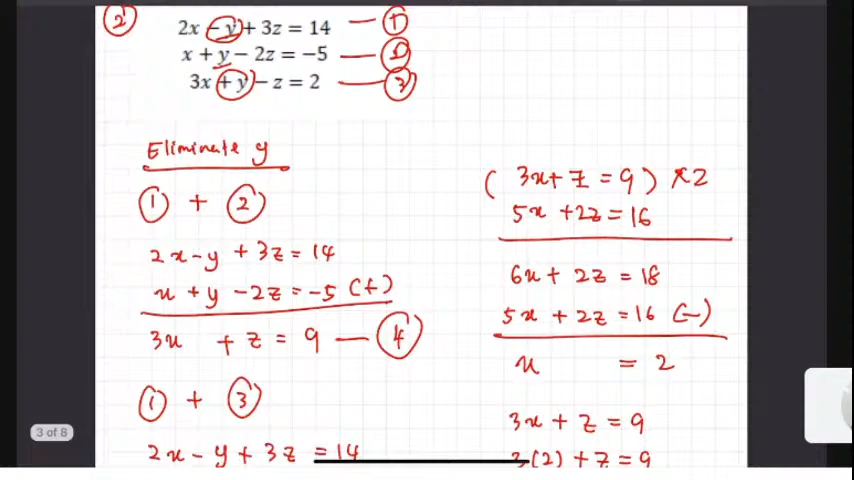 ② 2x − y + 3z = 14 — ①
x + y − 2z = −5 — ②
3x + y − z = 2 — ③
Eliminate y
① + ②
2x − y + 3z = 14
x + y − 2z = −5 (+)
3x + z = 9 — ④
① + ③
2x − y + 3z = 14
(3x + z = 9) × 2
5x + 2z = 16
6x + 2z = 18
5x + 2z = 16 (−)
x = 2
3x + z = 9
3(2) + z = 9
3 of 8